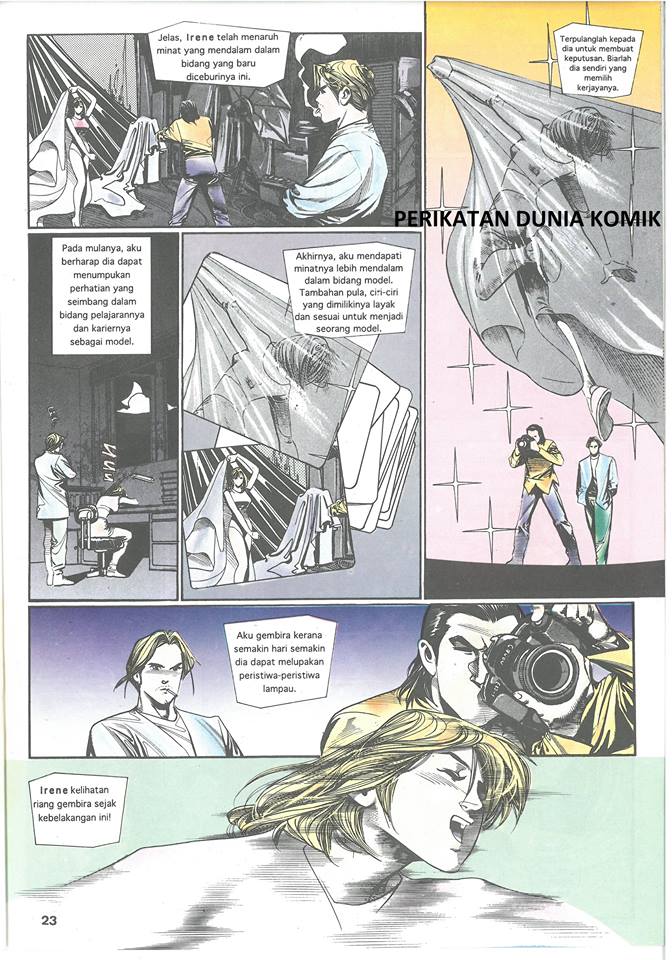 Jelas, Irene telah menaruh
minat yang mendalam dalam
bidang yang baru
diceburinya ini.
Terpulanglah kepada
dia untuk membuat
keputusan. Biarlah
dia sendiri yang
memilih
kerjayanya.
PERIKATAN DUNIA KOMIK
Pada mulanya, aku
berharap dia dapat
menumpukan
perhatian yang
seimbang dalam
bidang pelajarannya
dan kariernya
sebagai model.
Akhirnya, aku mendapati
minatnya lebih mendalam
dalam bidang model.
Tambahan pula, ciri-ciri
yang dimilikinya layak
dan sesuai untuk menjadi
seorang model.
Aku gembira kerana
semakin hari semakin
dia dapat melupakan
peristiwa-peristiwa
lampau.
Irene kelihatan
riang gembira sejak
kebelakangan ini!
23